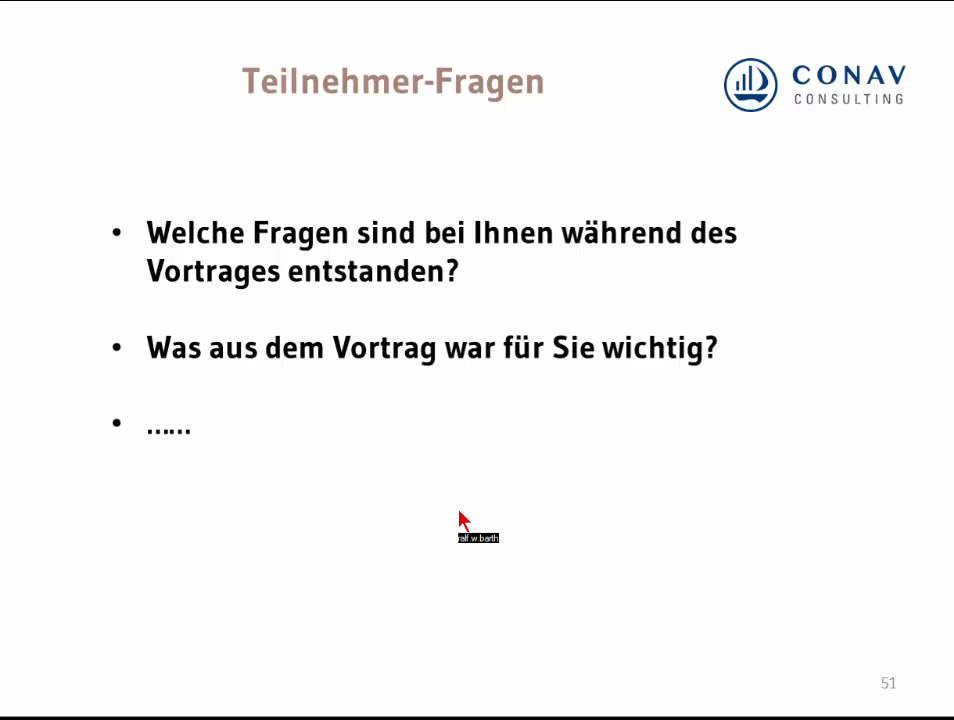 Teilnehmer-Fragen
CONAV
CONSULTING
• Welche Fragen sind bei Ihnen während des
Vortrages entstanden?
• Was aus dem Vortrag war für Sie wichtig?
• ......
ralf.w.barth
51